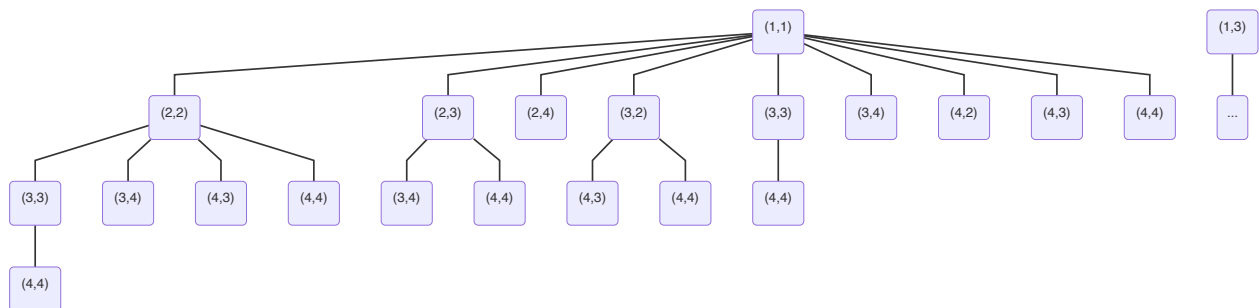 (1,1) (1,3)
(2,2) (2,3) (2,4) (3,2) (3,3) (3,4) (4,2) (4,3) (4,4) ...
(3,3) (3,4) (4,3) (4,4) (3,4) (4,4) (4,3) (4,4) (4,4)
(4,4)